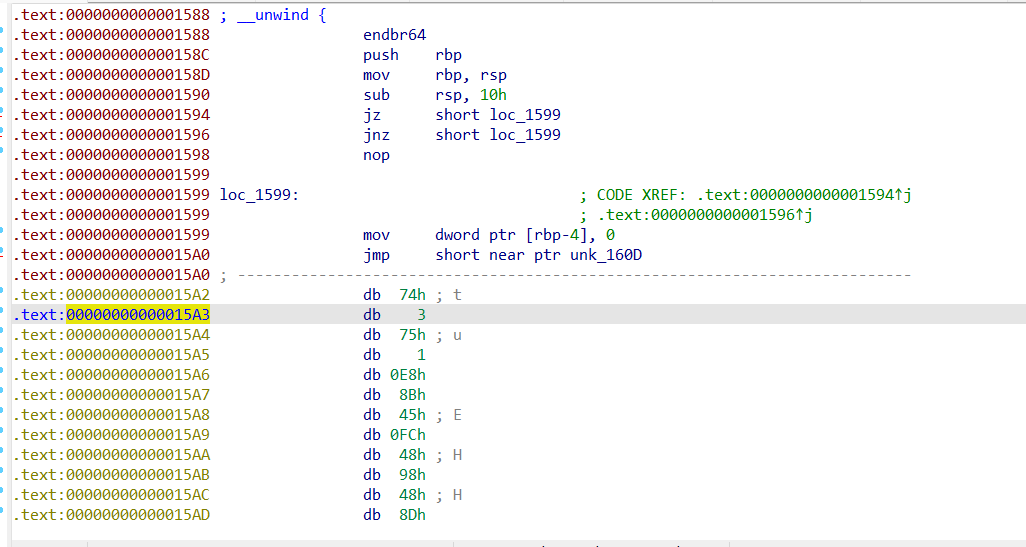 .text:0000000000001588 ; __unwind {
.text:0000000000001588 endbr64
.text:000000000000158C push rbp
.text:000000000000158D mov rbp, rsp
.text:0000000000001590 sub rsp, 10h
.text:0000000000001594 jz short loc_1599
.text:0000000000001596 jnz short loc_1599
.text:0000000000001598 nop
.text:0000000000001599
.text:0000000000001599 loc_1599: ; CODE XREF: .text:0000000000001594↑j
.text:0000000000001599 ; .text:0000000000001596↑j
.text:0000000000001599 mov dword ptr [rbp-4], 0
.text:00000000000015A0 jmp short near ptr unk_160D
.text:00000000000015A0 ; ---------------------------------------------------------------------------
.text:00000000000015A2 db 74h ; t
.text:00000000000015A3 db 3
.text:00000000000015A4 db 75h ; u
.text:00000000000015A5 db 1
.text:00000000000015A6 db 0E8h
.text:00000000000015A7 db 8Bh
.text:00000000000015A8 db 45h ; E
.text:00000000000015A9 db 0FCh
.text:00000000000015AA db 48h ; H
.text:00000000000015AB db 98h
.text:00000000000015AC db 48h ; H
.text:00000000000015AD db 8Dh